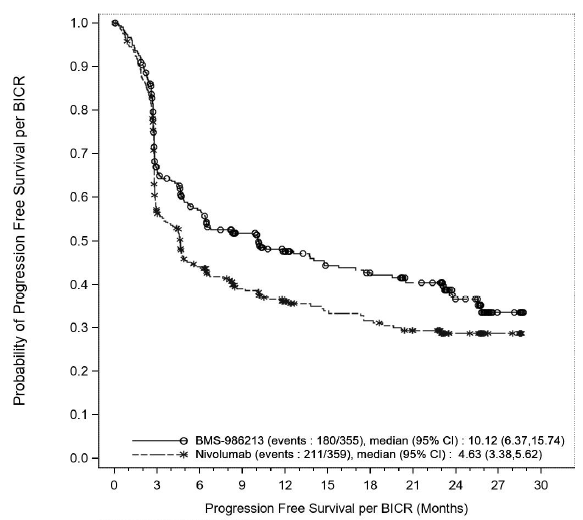 Probability of Progression Free Survival per BICR
1.0
0.9
0.8
0.7
0.6
0.5
0.4
0.3
0.2
0.1
0.0
BMS-986213 (events : 180/355), median (95% CI) : 10.12 (6.37,15.74)
Nivolumab (events : 211/359), median (95% CI) : 4.63 (3.38,5.62)
0 3 6 9 12 15 18 21 24 27 30
Progression Free Survival per BICR (Months)